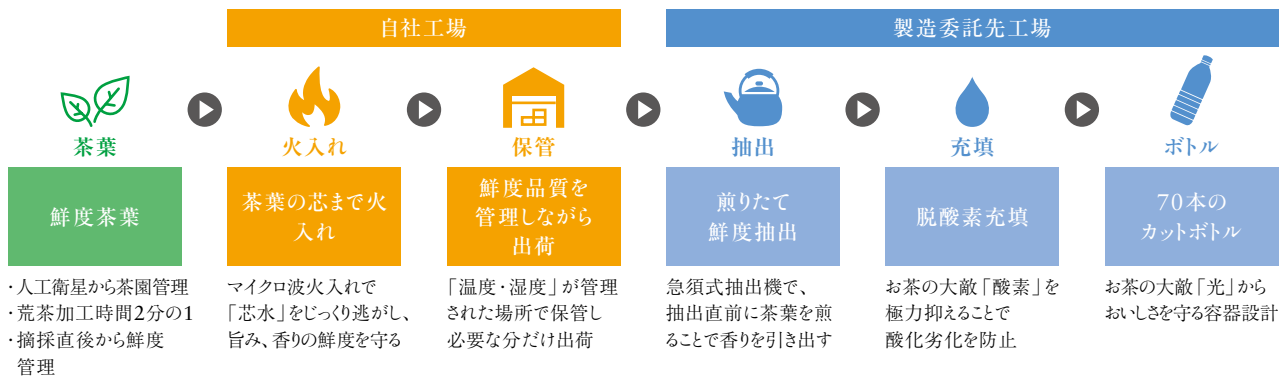 自社工場
製造委託先工場
茶葉
火入れ
保管
抽出
充填
ボトル
鮮度茶葉
茶葉の芯まで火
入れ
鮮度品質を
管理しながら
出荷
煎りたて
鮮度抽出
脱酸素充填
70本の
カットボトル
・人工衛星から茶園管理
・荒茶加工時間2分の1
・摘採直後から鮮度
管理
マイクロ波火入れで
「芯水」をじっくり逃がし、
旨み、香りの鮮度を守る
「温度・湿度」が管理
された場所で保管し
必要な分だけ出荷
急須式抽出機で、
抽出直前に茶葉を煎
ることで香りを引き出す
お茶の大敵「酸素」を
極力抑えることで
酸化劣化を防止
お茶の大敵「光」から
おいしさを守る容器設計